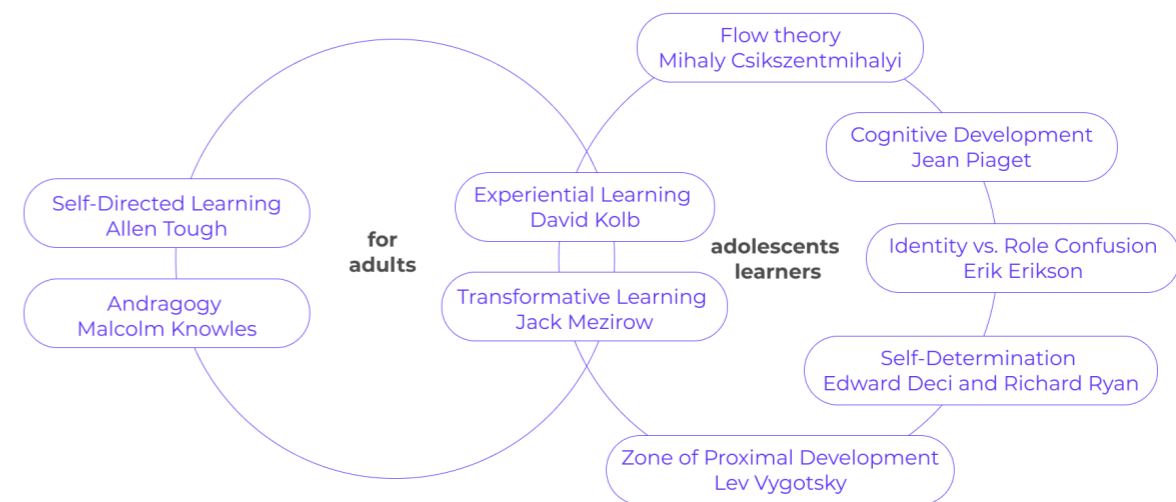 Flow theory
Mihaly Csikszentmihalyi
Cognitive Development
Jean Piaget
Self-Directed Learning
Allen Tough
Experiential Learning
David Kolb
for
adults
adolescents
learners
Identity vs. Role Confusion
Erik Erikson
Andragogy
Malcolm Knowles
Transformative Learning
Jack Mezirow
Self-Determination
Edward Deci and Richard Ryan
Zone of Proximal Development
Lev Vygotsky